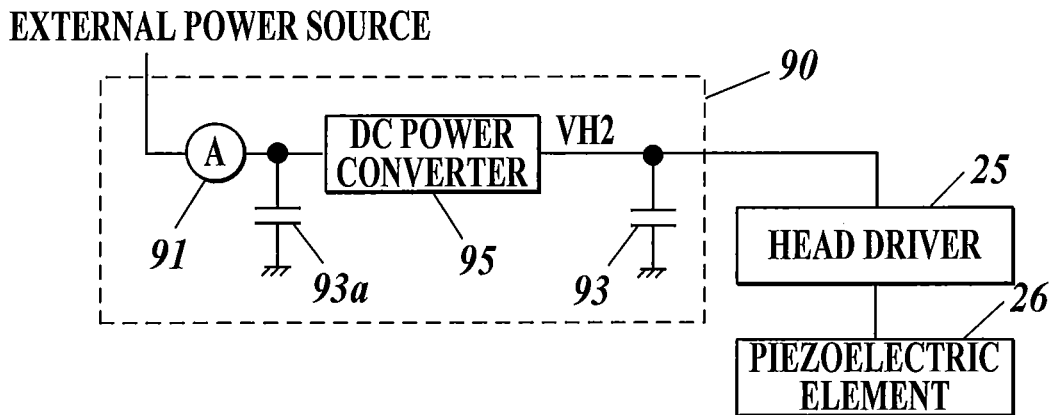 EXTERNAL POWER SOURCE
90
A
DC POWER
CONVERTER
VH2
91
93a
95
93
25
HEAD DRIVER
26
PIEZOELECTRIC
ELEMENT